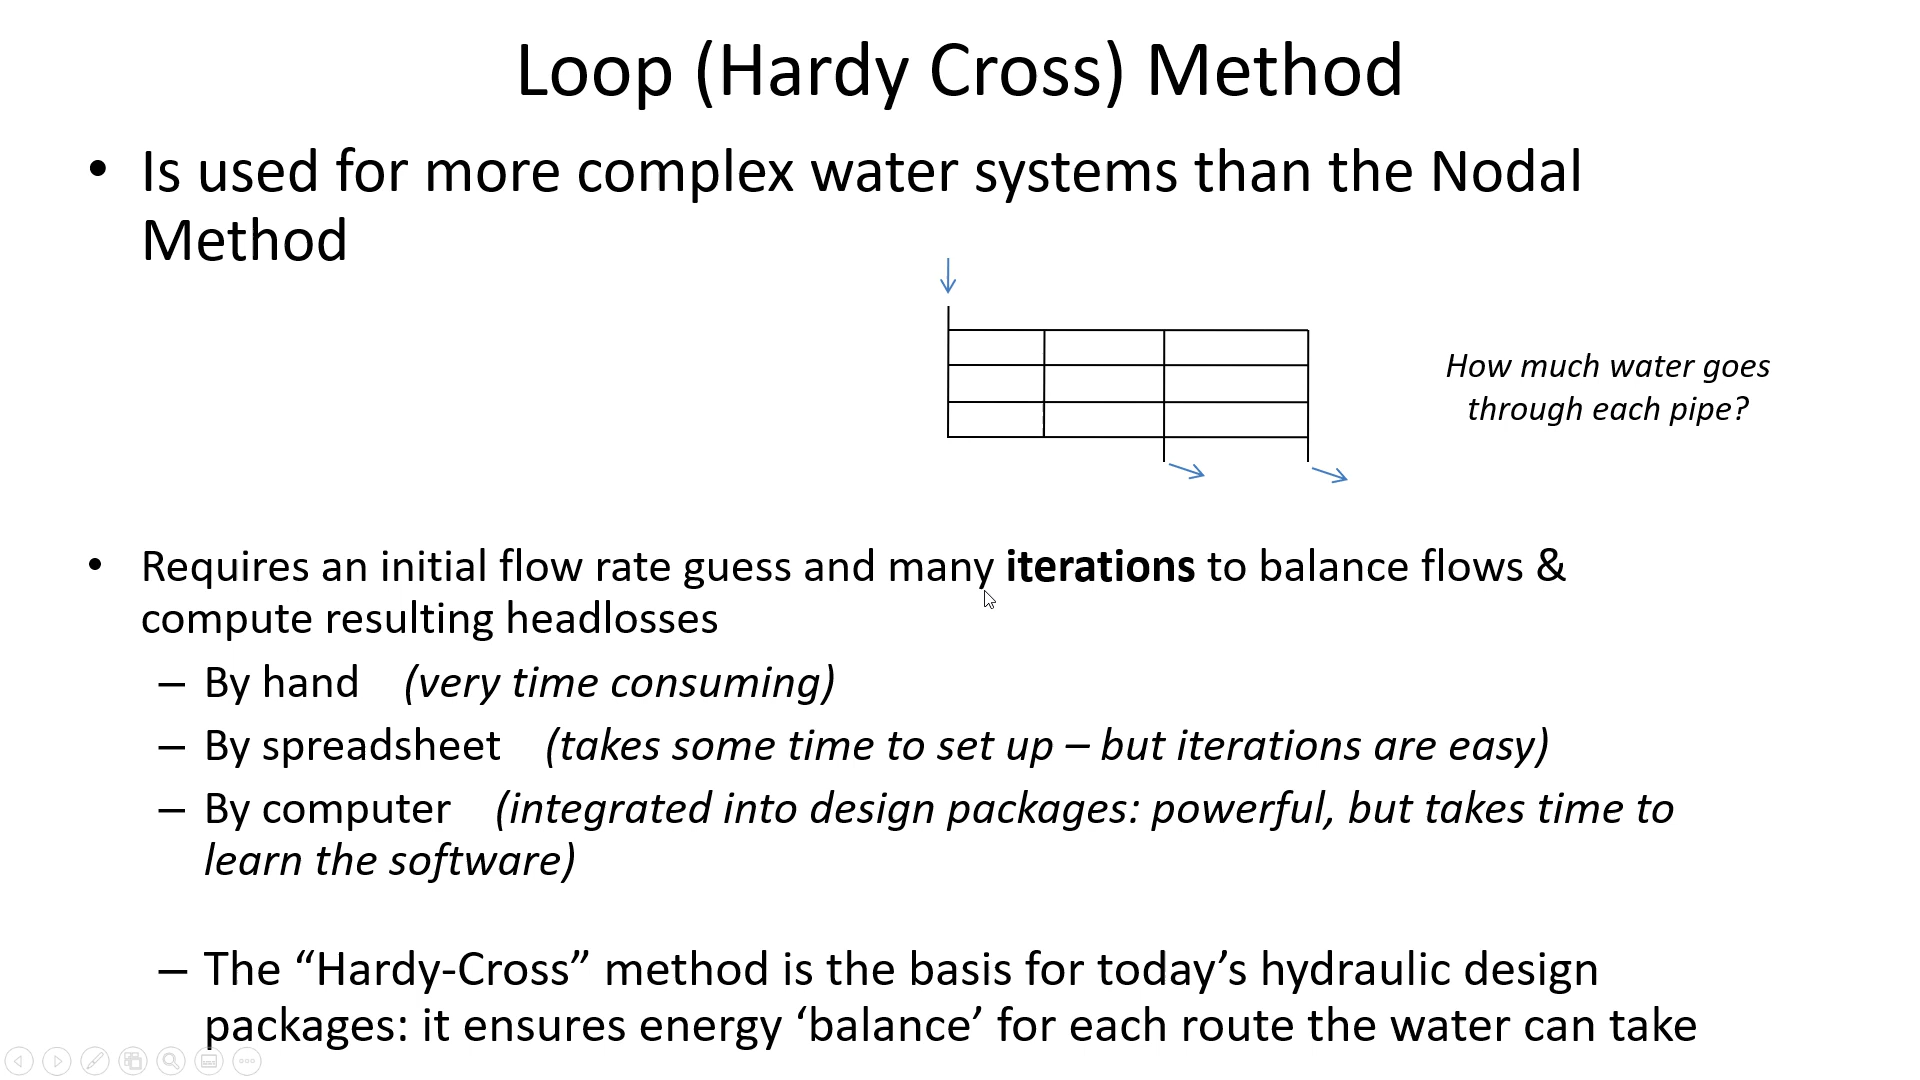 Loop (Hardy Cross) Method
• Is used for more complex water systems than the Nodal
Method
How much water goes
through each pipe?
• Requires an initial flow rate guess and many iterations to balance flows &
compute resulting headlosses
– By hand (very time consuming)
– By spreadsheet (takes some time to set up – but iterations are easy)
– By computer (integrated into design packages: powerful, but takes time to
learn the software)
– The “Hardy-Cross” method is the basis for today’s hydraulic design
packages: it ensures energy ‘balance’ for each route the water can take